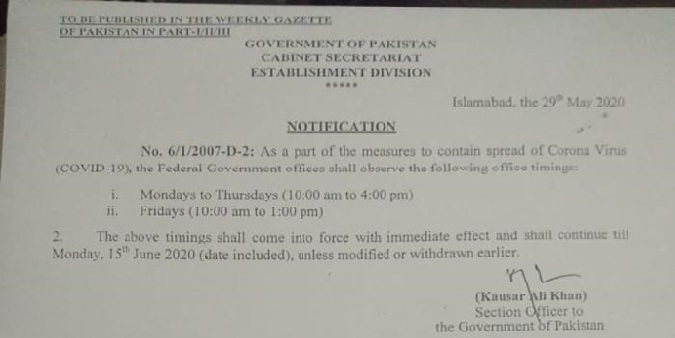 TO BE PUBLISHED IN THE WEEKLY GAZETTE
OF PAKISTAN IN PART-I/II/III
GOVERNMENT OF PAKISTAN
CABINET SECRETARIAT
ESTABLISHMENT DIVISION
*****
Islamabad, the 29th May 2020
NOTIFICATION
No. 6/1/2007-D-2: As a part of the measures to contain spread of Corona Virus
(COVID 19), the Federal Government offices shall observe the following office timings:
i. Mondays to Thursdays (10:00 am to 4:00 pm)
ii. Fridays (10:00 am to 1:00 pm)
2. The above timings shall come into force with immediate effect and shall continue till
Monday, 15th June 2020 (date included), unless modified or withdrawn earlier.
(Kausar Ali Khan)
Section Officer to
the Government of Pakistan